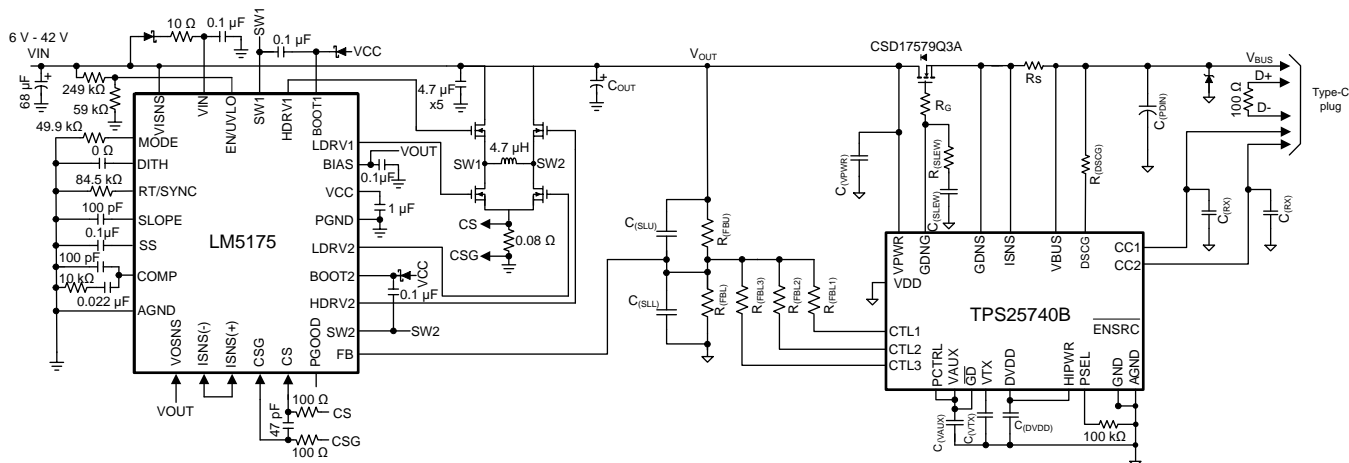 6 V - 42 V
VIN
10 Ω
0.1 µF
SW1
0.1 µF
VCC
68 µF
+
249 kΩ
59 kΩ
49.9 kΩ
0 Ω
84.5 kΩ
100 pF
0.1µF
100 pF
10 kΩ
0.022 µF
VISNS
VIN
EN/UVLO
SW1
HDRV1
BOOT1
MODE
DITH
RT/SYNC
SLOPE
SS
COMP
AGND
LM5175
LDRV1
BIAS
VCC
PGND
LDRV2
BOOT2
HDRV2
SW2
FB
VOSNS
ISNS(-)
ISNS(+)
CSG
CS
PGOOD
VOUT
47 pF
100 Ω
CS
CSG
100 Ω
VOUT
0.1µF
1 µF
VCC
0.1 µF
SW2
4.7 µF
x5
4.7 µH
SW1
SW2
CS
CSG
0.08 Ω
+
COUT
VOUT
CSD17579Q3A
Rs
RG
VBUS
D+
D-
100 Ω
Type-C
plug
C(PDIN)
C(VPWR)
R(SLEW)
C(SLEW)
R(DSCG)
C(RX)
C(RX)
C(SLU)
R(FBU)
C(SLL)
R(FBL)
R(FBL3)
R(FBL2)
R(FBL1)
VPWR
GDNG
GDNS
ISNS
VBUS
DSCG
CC1
CC2
VDD
TPS25740B
CTL1
CTL2
CTL3
ENSRC
PCTRL
VAUX
GD
VTX
DVDD
HIPWR
PSEL
GND
AGND
C(VAUX)
C(VTX)
C(DVDD)
100 kΩ